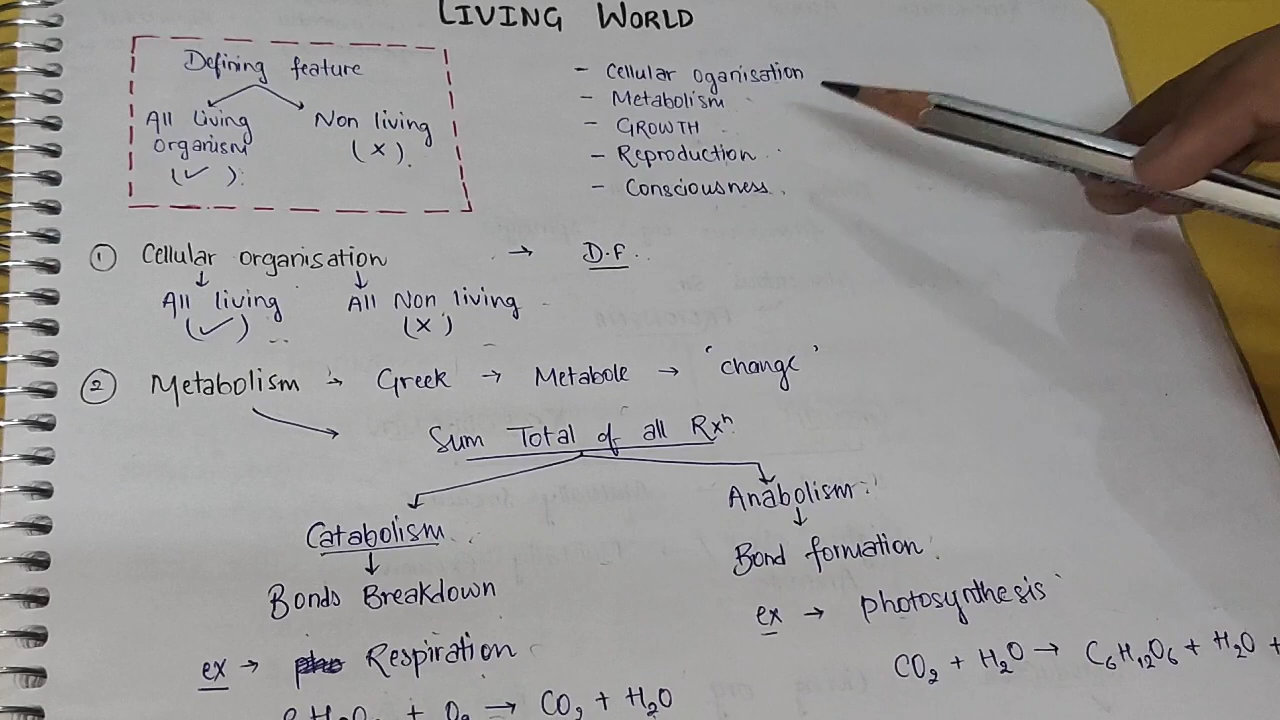 LIVING WORLD
Defining feature
All Living
Organism
(✓)
Non living
(×)
- Cellular oganisation
- Metabolism
- GROWTH
- Reproduction
- Consciousness.
① Cellular organisation → D.F.
All living
(✓)
All Non living
(×)
② Metabolism → Greek → Metabole → 'change'
Sum Total of all Rxⁿ
Catabolism
Bonds Breakdown
ex → Respiration
Anabolism
Bond formation
ex → photosynthesis
CO₂ + H₂O → C₆H₁₂O₆ + H₂O +
+ O₂ → CO₂ + H₂O